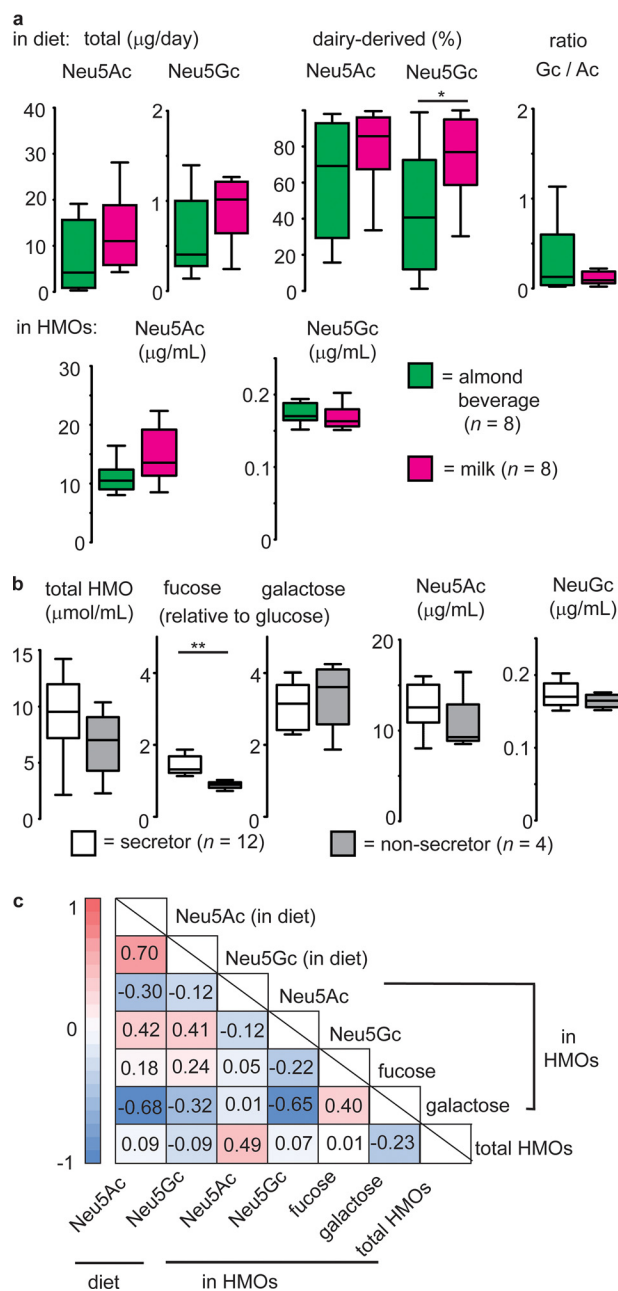 a
in diet: total (μg/day) dairy-derived (%) ratio
Neu5Ac Neu5Gc Neu5Ac Neu5Gc Gc / Ac
40 2 80 * 2
30 60
20 1 40 1
10 20
0 0 0 0
in HMOs: Neu5Ac Neu5Gc
(μg/mL) (μg/mL)
30 0.2
20 0.1
10 0
0
= almond
beverage
(n = 8)
= milk (n = 8)
b
total HMO fucose galactose Neu5Ac NeuGc
(μmol/mL) (relative to glucose) (μg/mL) (μg/mL)
15 4 ** 4 20 0.2
10 2 2 10 0.1
5 0 0 0 0
0
= secretor (n = 12) = non-secretor (n = 4)
c
1
0
-1
Neu5Ac (in diet)
0.70 Neu5Gc (in diet)
-0.30 -0.12 Neu5Ac
0.42 0.41 -0.12 Neu5Gc
0.18 0.24 0.05 -0.22 fucose
-0.68 -0.32 0.01 -0.65 0.40 galactose
0.09 -0.09 0.49 0.07 0.01 -0.23 total HMOs
in
HMOs
Neu5Ac Neu5Gc Neu5Ac Neu5Gc fucose galactose total HMOs
diet in HMOs